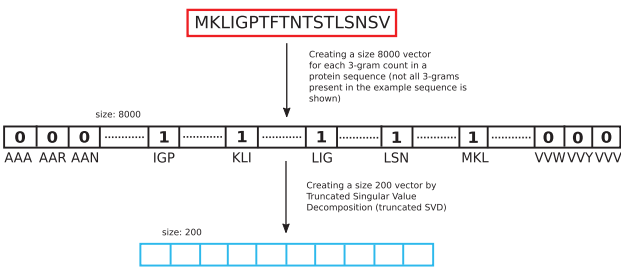 MKLIGPTFTNTSTLSNSV
Creating a size 8000 vector
for each 3-gram count in a
protein sequence (not all 3-grams
present in the example sequence is
shown)
size: 8000
0 0 0 1 1 1 1 1 0 0 0
AAA AAR AAN IGP KLI LIG LSN MKL VVW VVY VVV
Creating a size 200 vector by
Truncated Singular Value
Decomposition (truncated SVD)
size: 200